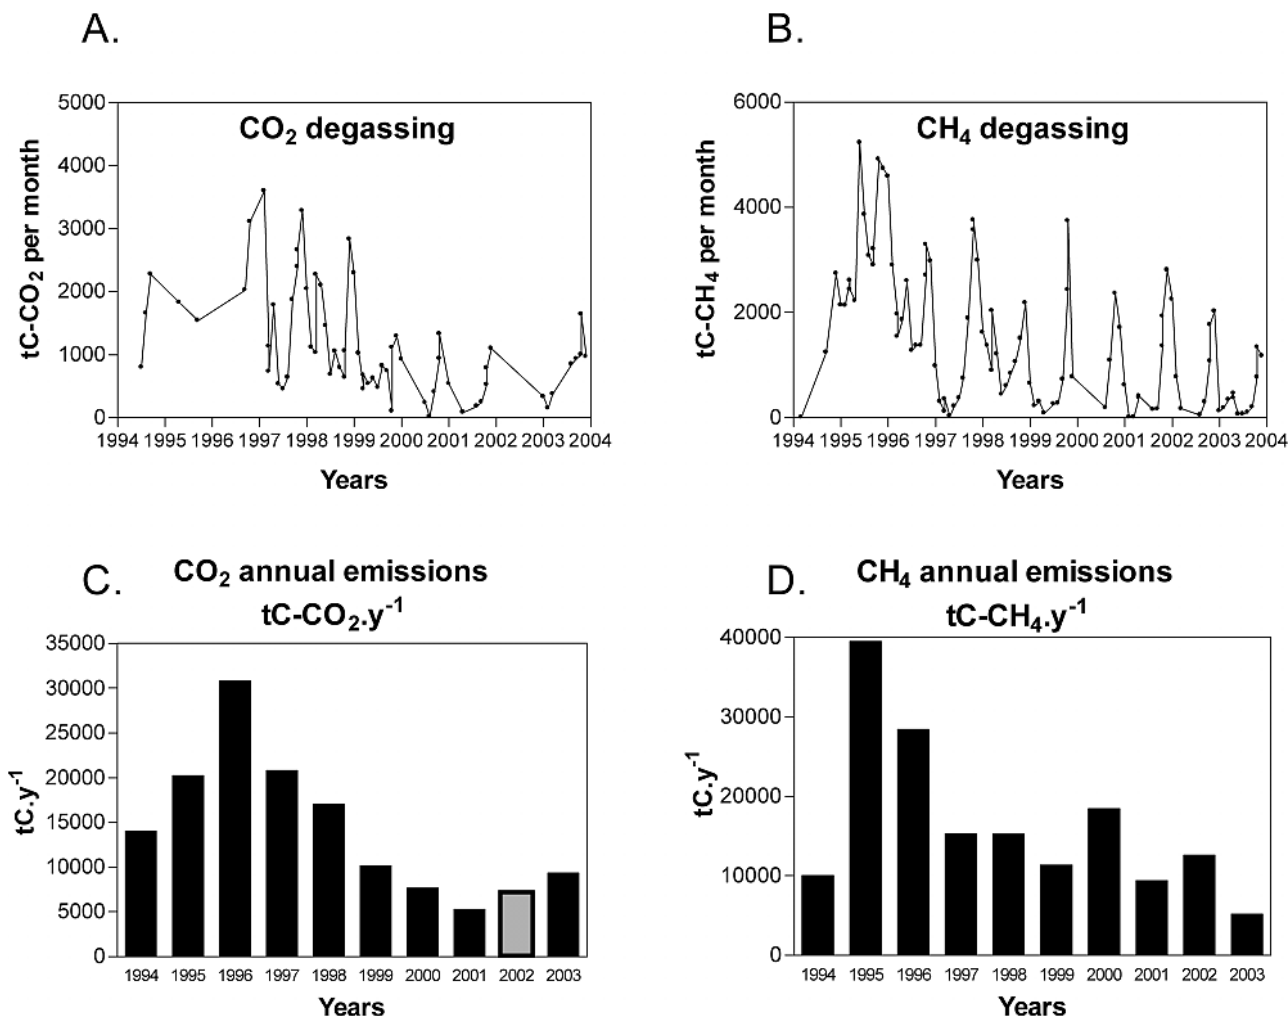 A.
CO₂ degassing
tC-CO₂ per month
5000
4000
3000
2000
1000
0
1994 1995 1996 1997 1998 1999 2000 2001 2002 2003 2004
Years
B.
CH₄ degassing
tC-CH₄ per month
6000
4000
2000
0
1994 1995 1996 1997 1998 1999 2000 2001 2002 2003 2004
Years
C.
CO₂ annual emissions
tC-CO₂.y⁻¹
tC.y⁻¹
35000
30000
25000
20000
15000
10000
5000
0
1994 1995 1996 1997 1998 1999 2000 2001 2002 2003
Years
D.
CH₄ annual emissions
tC-CH₄.y⁻¹
tC.y⁻¹
40000
30000
20000
10000
0
1994 1995 1996 1997 1998 1999 2000 2001 2002 2003
Years